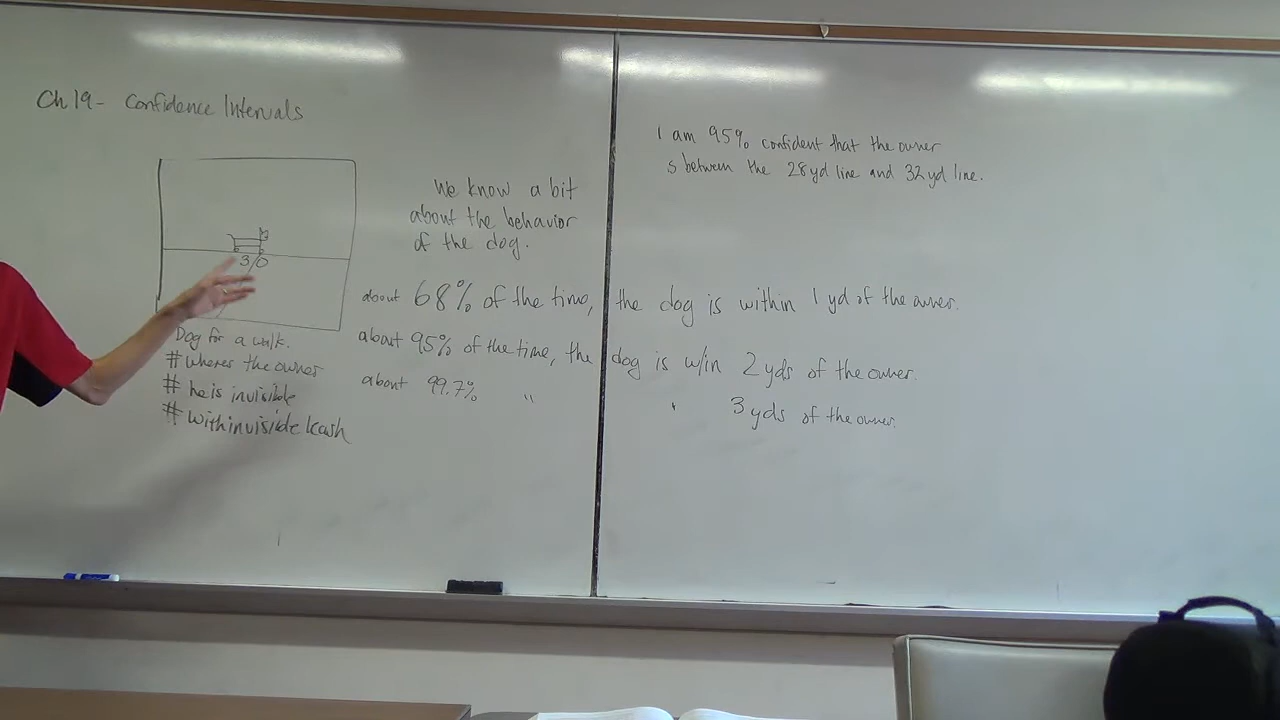 Ch 19- Confidence Intervals
30
Dog for a walk.
# wheres the owner
# he is invisible
# with invisible leash
We know a bit
about the behavior
of the dog.
about 68% of the time, the dog is within 1 yd of the owner.
about 95% of the time, the dog is w/in 2 yds of the owner.
about 99.7% " " 3 yds of the owner.
I am 95% confident that the owner
is between the 28 yd line and 32 yd line.